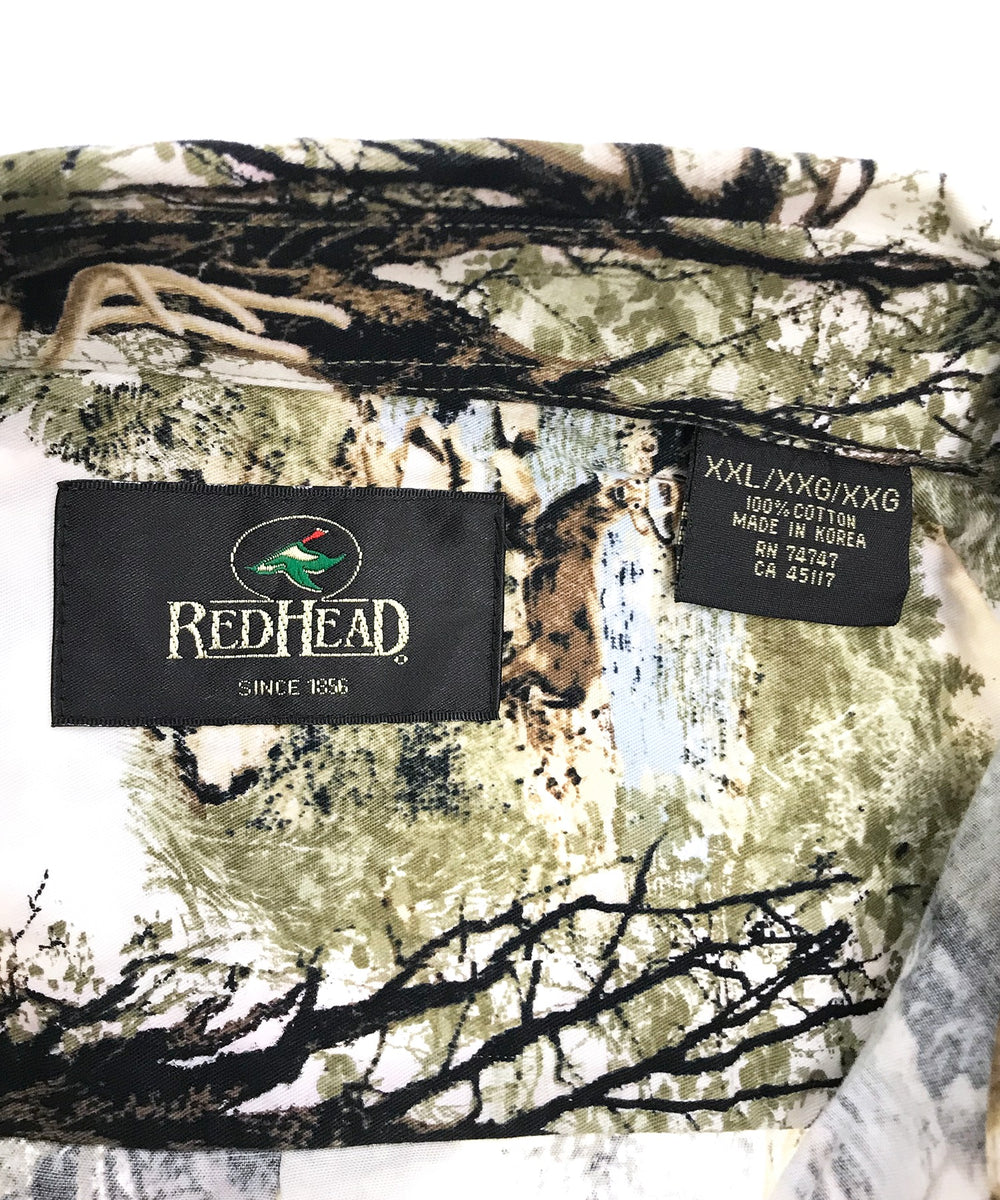 REDHEAD®
SINCE 1856
XXL/XXG/XXG
100% COTTON
MADE IN KOREA
RN 74747
CA 45117